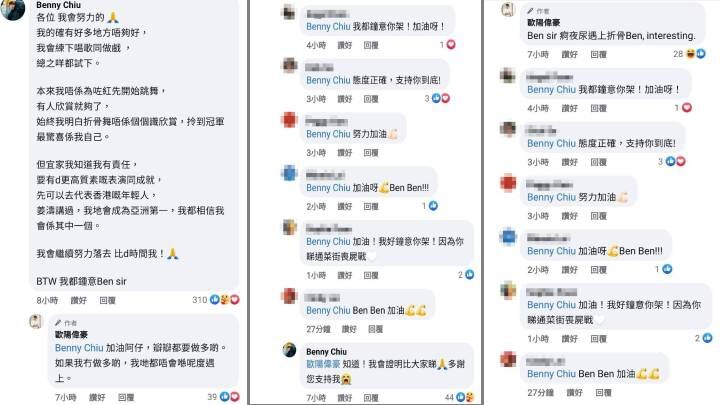 Benny Chiu
各位 我會努力的🙏
我的確有好多地方唔夠好，
我會練下唱歌同做戲，
總之咩都試下。
本來我唔係為咗紅先開始跳舞，
有人欣賞就夠了，
始終我明白折骨舞唔係個個識欣賞，拎到冠軍
最驚喜係我自己。
但宜家我知道我有責任，
要有d更高質素嘅表演同成就，
先可以去代表香港嘅年輕人，
姜濤講過，我地會成為亞洲第一，我都相信我
會係其中一個。
我會繼續努力落去 比d時間我！🙏
BTW 我都鍾意Ben sir
8小時 讚好 回覆 310
作者
歐陽偉豪
Benny Chiu 加油阿仔，瓣瓣都要做多啲。
如果我冇做多啲，我哋都唔會喺呢度遇
上。
7小時 讚好 回覆 39
Benny Chiu 我都鐘意你架！加油呀！
4小時 讚好 回覆 1
Benny Chiu 態度正確，支持你到底!
3小時 讚好 回覆 3
Benny Chiu 努力加油💪🏻
3小時 讚好 回覆
Benny Chiu 加油呀💪Ben Ben!!!
2小時 讚好 回覆 1
Benny Chiu 加油！我好鐘意你架！因為你
睇通菜街喪屍戰🤍
1小時 讚好 回覆 2
Benny Chiu Ben Ben 加油💪💪
27分鐘 讚好 回覆
Benny Chiu
歐陽偉豪 知道！我會證明比大家睇🙏多謝
您支持我😭
7小時 讚好 回覆 44
作者
歐陽偉豪
Ben sir 痾夜尿遇上折骨Ben, interesting.
7小時 讚好 回覆 28
Benny Chiu 我都鐘意你架！加油呀！
4小時 讚好 回覆 1
Benny Chiu 態度正確，支持你到底!
3小時 讚好 回覆 3
Benny Chiu 努力加油💪🏻
3小時 讚好 回覆
Benny Chiu 加油呀💪Ben Ben!!!
2小時 讚好 回覆 1
Benny Chiu 加油！我好鐘意你架！因為你
睇通菜街喪屍戰🤍
1小時 讚好 回覆 2
Benny Chiu Ben Ben 加油💪💪
27分鐘 讚好 回覆